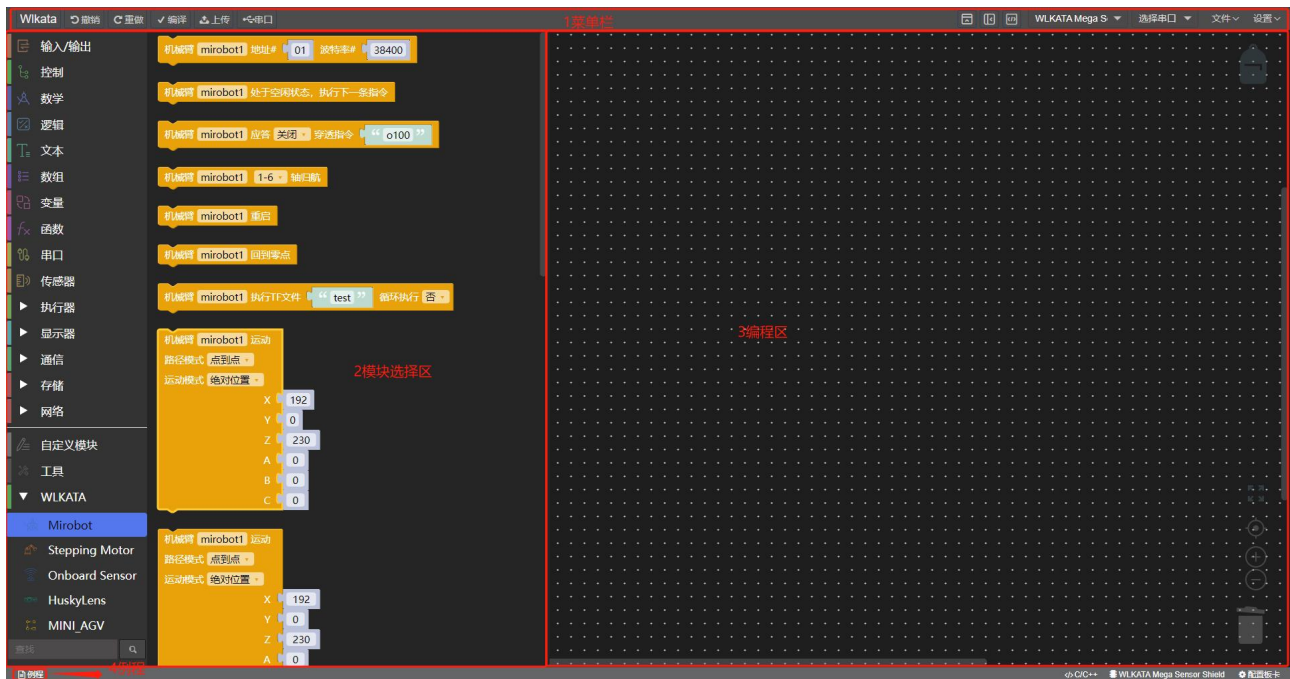 Wlkata 撤销 重做 编译 上传 串口 1菜单栏 WLKATA Mega S 选择串口 文件 设置
输入/输出
控制
数学
逻辑
文本
数组
变量
函数
串口
传感器
执行器
显示器
通信
存储
网络
自定义模块
工具
WLKATA
Mirobot
Stepping Motor
Onboard Sensor
HuskyLens
MINI_AGV
查找
机械臂 mirobot1 地址# 01 波特率# 38400
机械臂 mirobot1 处于空闲状态，执行下一条指令
机械臂 mirobot1 应答 关闭 穿透指令 “ o100 ”
机械臂 mirobot1 1-6 轴归航
机械臂 mirobot1 重启
机械臂 mirobot1 回到零点
机械臂 mirobot1 执行TF文件 “ test ” 循环执行 否
机械臂 mirobot1 运动
路径模式 点到点
运动模式 绝对位置
X 192
Y 0
Z 230
A 0
B 0
C 0
2模块选择区
机械臂 mirobot1 运动
路径模式 点到点
运动模式 绝对位置
X 192
Y 0
Z 230
A 0
3编程区
例程 4例程
C/C++ WLKATA Mega Sensor Shield 配置板卡